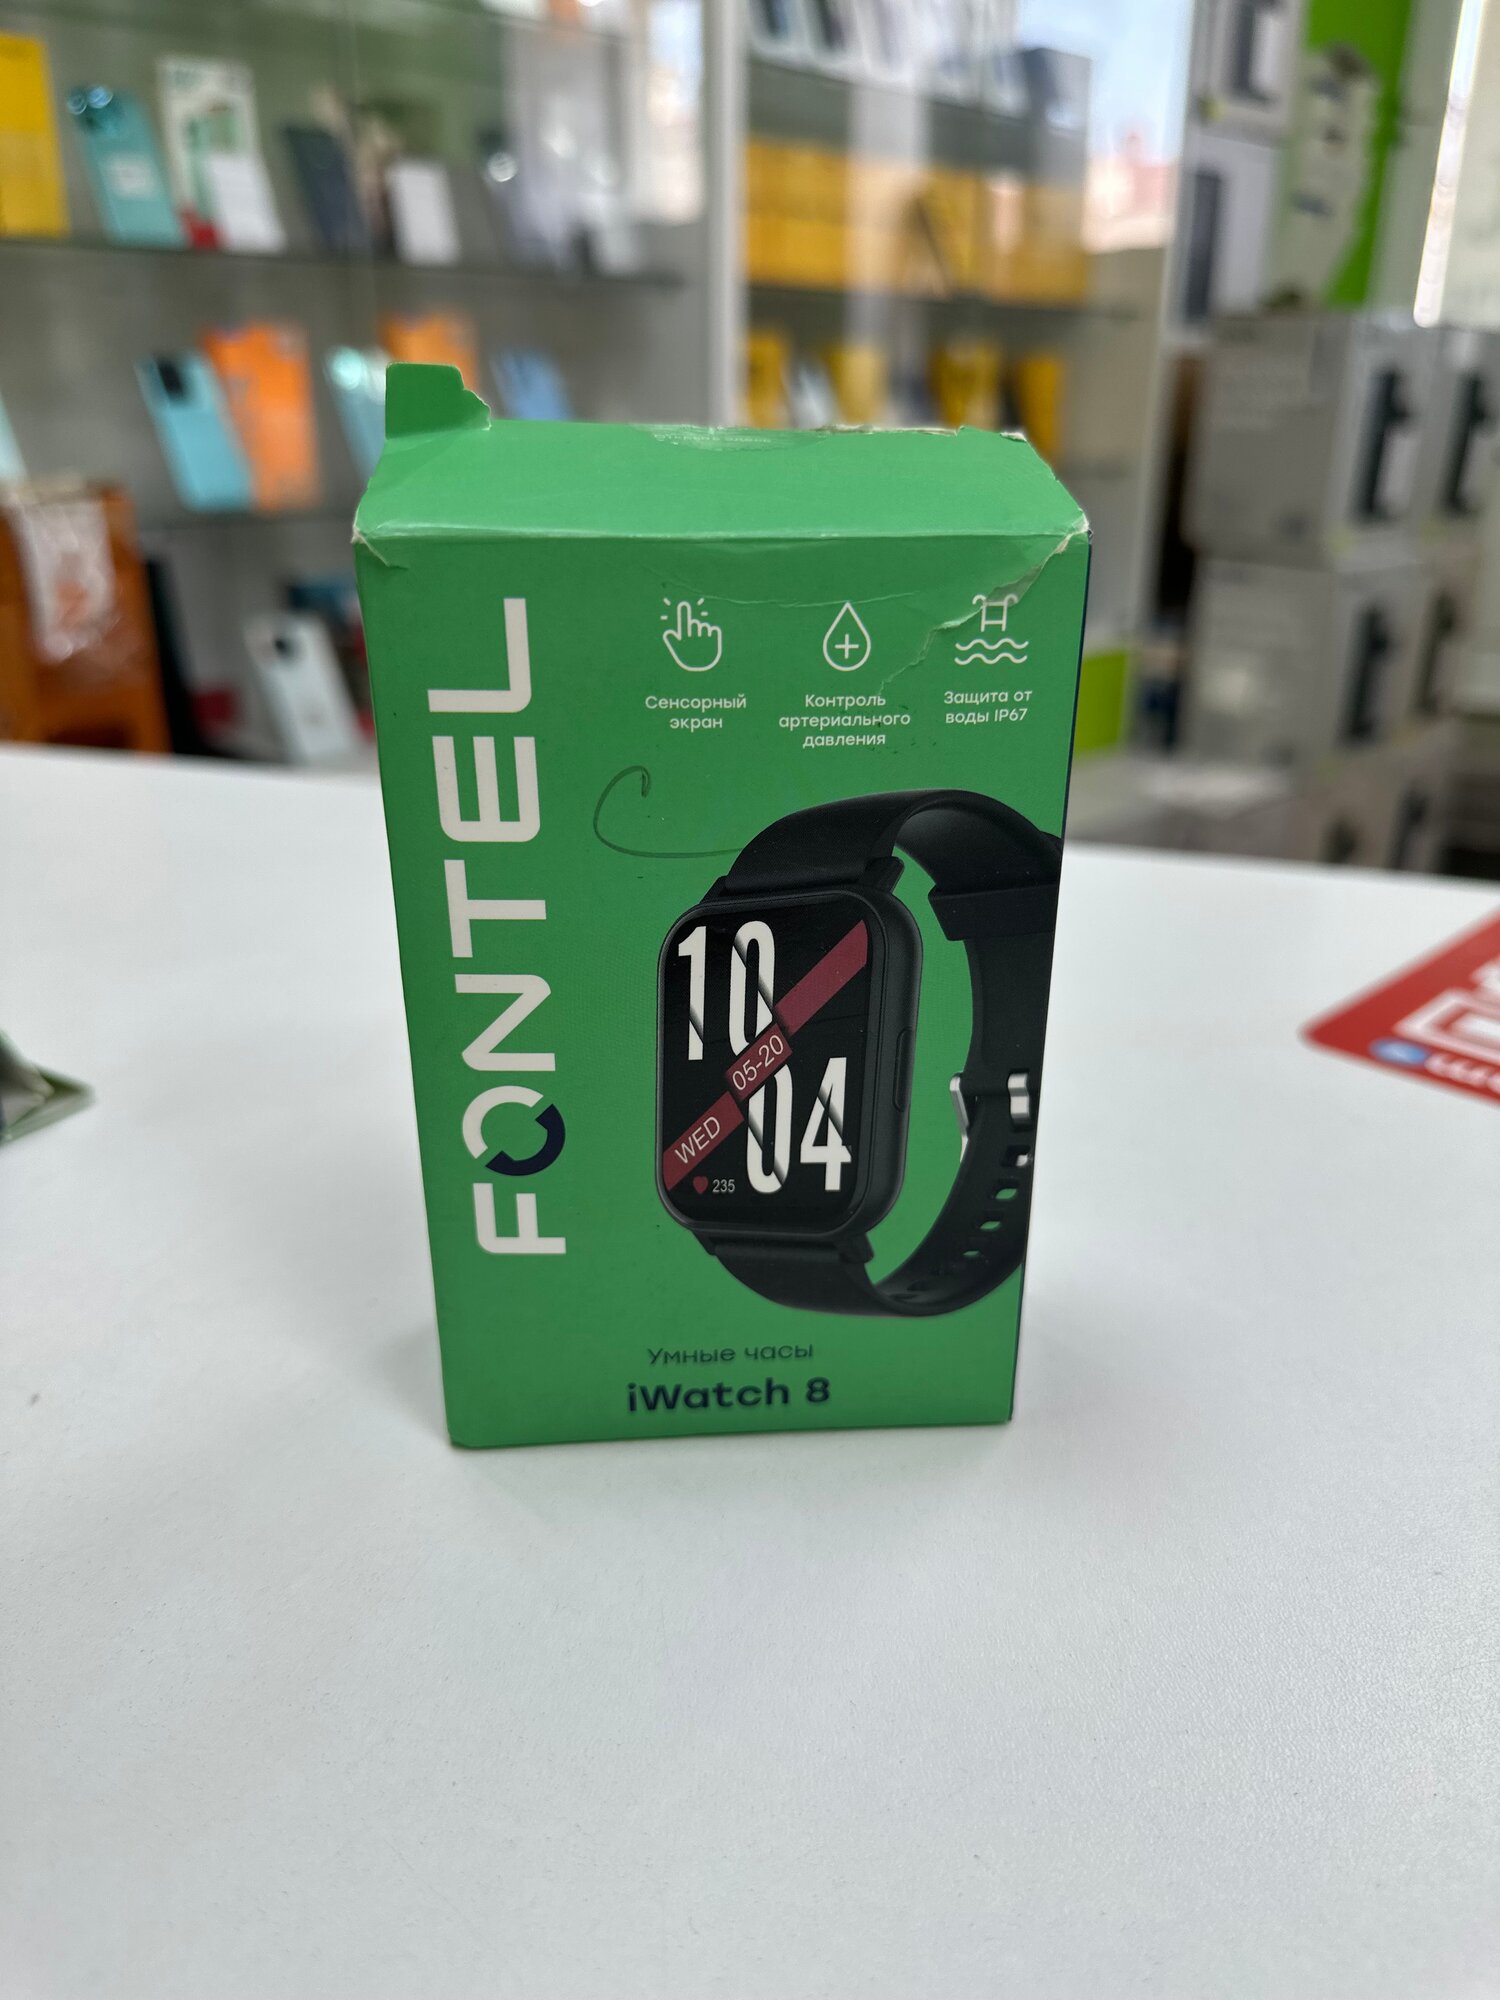 FONTEL
Сенсорный
экран
Контроль
артериального
давления
Защита от
воды IP67
10
05-20
04
WED
235
Умные часы
iWatch 8